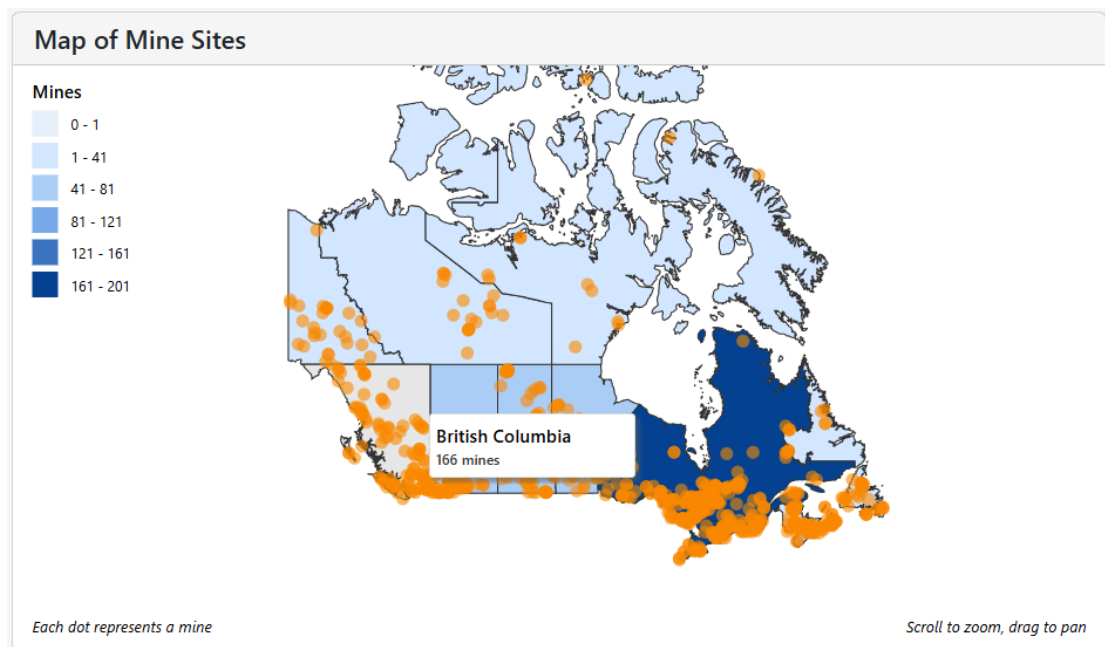 Map of Mine Sites
Mines
0 - 1
1 - 41
41 - 81
81 - 121
121 - 161
161 - 201
British Columbia
166 mines
Each dot represents a mine
Scroll to zoom, drag to pan